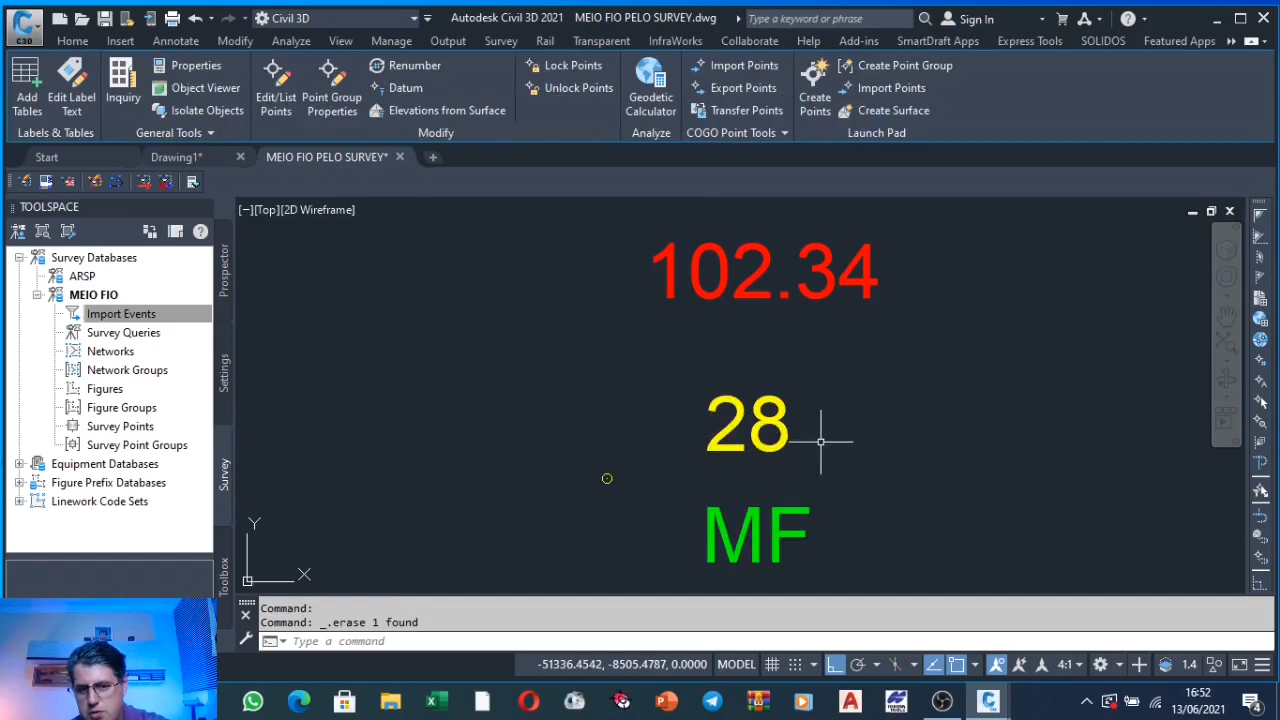 C3D
Civil 3D
Autodesk Civil 3D 2021 MEIO FIO PELO SURVEY.dwg
Type a keyword or phrase
Sign In
Home Insert Annotate Modify Analyze View Manage Output Survey Rail Transparent InfraWorks Collaborate Help Add-ins SmartDraft Apps Express Tools SOLIDOS Featured Apps
Add Tables
Edit Label Text
Labels & Tables
Inquiry
Properties
Object Viewer
Isolate Objects
General Tools
Edit/List Points
Point Group Properties
Renumber
Datum
Elevations from Surface
Lock Points
Unlock Points
Modify
Geodetic Calculator
Analyze
Import Points
Export Points
Transfer Points
COGO Point Tools
Create Points
Create Point Group
Import Points
Create Surface
Launch Pad
Start
Drawing1*
MEIO FIO PELO SURVEY*
TOOLSPACE
Survey Databases
ARSP
MEIO FIO
Import Events
Survey Queries
Networks
Network Groups
Figures
Figure Groups
Survey Points
Survey Point Groups
Equipment Databases
Figure Prefix Databases
Linework Code Sets
Prospector
Settings
Survey
Toolbox
[−][Top][2D Wireframe]
102.34
28
MF
Y
X
Command:
Command: _.erase 1 found
Type a command
-51336.4542, -8505.4787, 0.0000 MODEL
4:1
1.4
16:52
13/06/2021
4